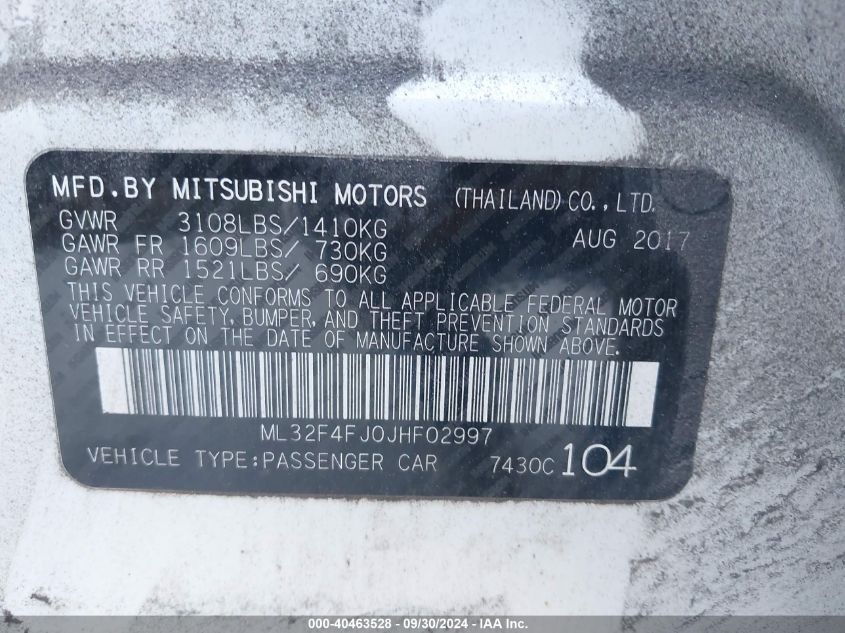 MFD.BY MITSUBISHI MOTORS (THAILAND) CO., LTD.
GVWR 3108LBS/1410KG AUG 2017
GAWR FR 1609LBS/ 730KG
GAWR RR 1521LBS/ 690KG
THIS VEHICLE CONFORMS TO ALL APPLICABLE FEDERAL MOTOR
VEHICLE SAFETY, BUMPER, AND THEFT PREVENTION STANDARDS
IN EFFECT ON THE DATE OF MANUFACTURE SHOWN ABOVE.
ML32F4FJ0JHF02997
VEHICLE TYPE:PASSENGER CAR 7430C 104
000-40463528 - 09/30/2024 - IAA Inc.